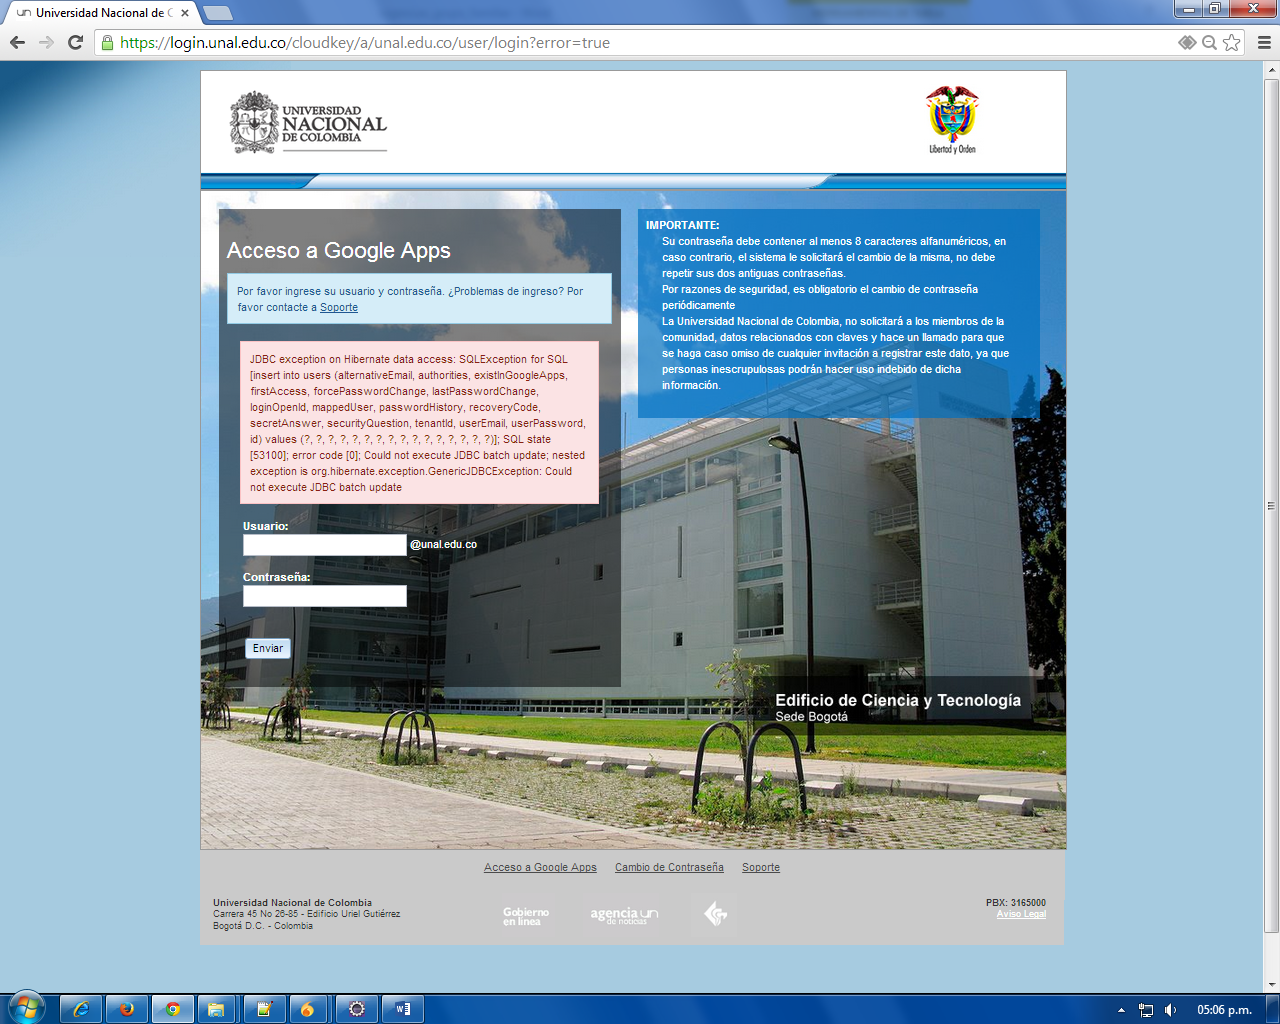 Universidad Nacional de C
https://login.unal.edu.co/cloudkey/a/unal.edu.co/user/login?error=true
UNIVERSIDAD
NACIONAL
DE COLOMBIA
Libertad y Orden
Acceso a Google Apps
Por favor ingrese su usuario y contraseña. ¿Problemas de ingreso? Por
favor contacte a Soporte
JDBC exception on Hibernate data access: SQLException for SQL
[insert into users (alternativeEmail, authorities, existInGoogleApps,
firstAccess, forcePasswordChange, lastPasswordChange,
loginOpenId, mappedUser, passwordHistory, recoveryCode,
secretAnswer, securityQuestion, tenantId, userEmail, userPassword,
id) values (?, ?, ?, ?, ?, ?, ?, ?, ?, ?, ?, ?, ?, ?, ?, ?)]; SQL state
[53100]; error code [0]; Could not execute JDBC batch update; nested
exception is org.hibernate.exception.GenericJDBCException: Could
not execute JDBC batch update
Usuario:
@unal.edu.co
Contraseña:
Enviar
IMPORTANTE:
Su contraseña debe contener al menos 8 caracteres alfanuméricos, en
caso contrario, el sistema le solicitará el cambio de la misma, no debe
repetir sus dos antiguas contraseñas.
Por razones de seguridad, es obligatorio el cambio de contraseña
periódicamente
La Universidad Nacional de Colombia, no solicitará a los miembros de la
comunidad, datos relacionados con claves y hace un llamado para que
se haga caso omiso de cualquier invitación a registrar este dato, ya que
personas inescrupulosas podrán hacer uso indebido de dicha
información.
Edificio de Ciencia y Tecnología
Sede Bogotá
Acceso a Google Apps Cambio de Contraseña Soporte
Universidad Nacional de Colombia
Carrera 45 No 26-85 - Edificio Uriel Gutiérrez
Bogotá D.C. - Colombia
Gobierno
en línea
agencia un
de noticias
PBX: 3165000
Aviso Legal
05:06 p.m.